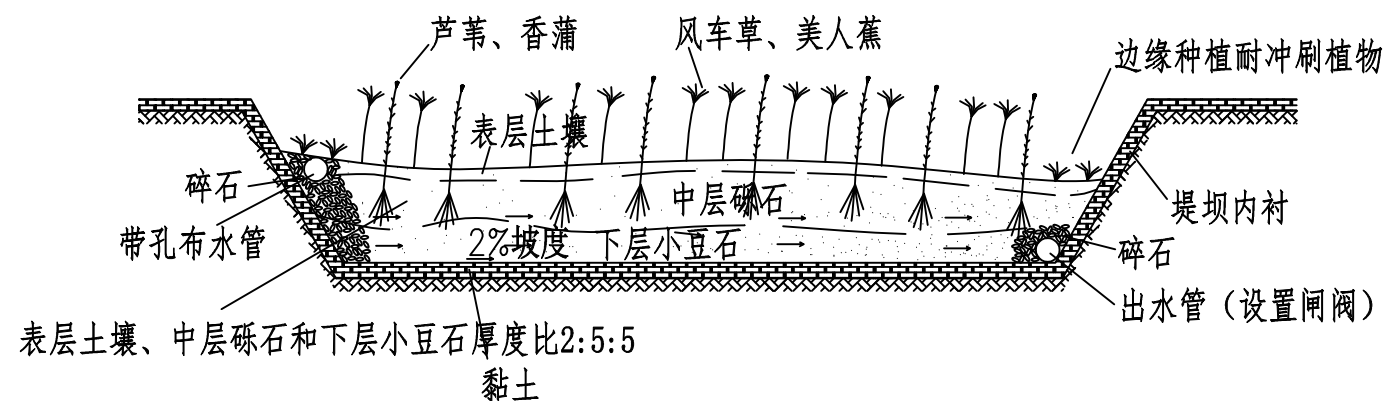 芦苇、香蒲
风车草、美人蕉
边缘种植耐冲刷植物
表层土壤
碎石
中层砾石
堤坝内衬
带孔布水管
2%坡度
下层小豆石
碎石
出水管（设置闸阀）
表层土壤、中层砾石和下层小豆石厚度比2:5:5
黏土